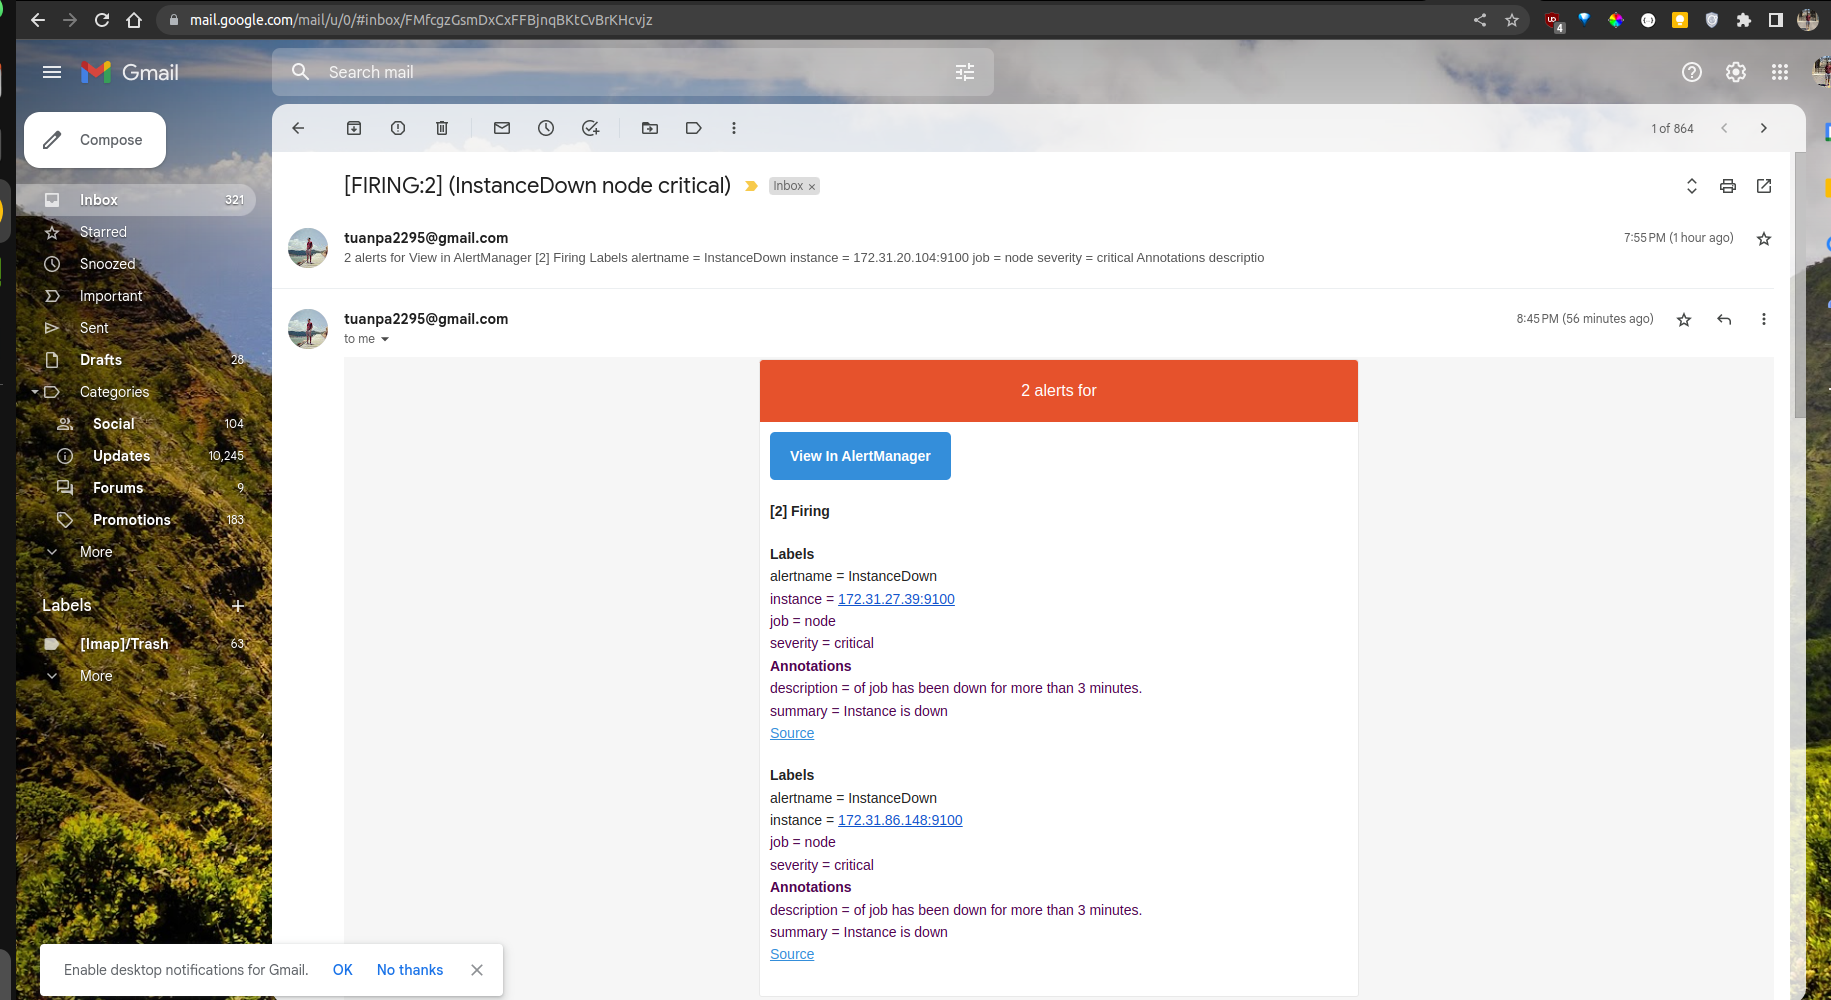 mail.google.com/mail/u/0/#inbox/FMfcgzGsmDxCxFFBjnqBKtCvBrKHcvjz
4
Gmail
Search mail
Compose
1 of 864
Inbox 321
Starred
Snoozed
Important
Sent
Drafts 28
Categories
Social 104
Updates 10,245
Forums 9
Promotions 183
More
Labels
[Imap]/Trash 63
More
[FIRING:2] (InstanceDown node critical) Inbox ×
tuanpa2295@gmail.com 7:55 PM (1 hour ago)
2 alerts for View in AlertManager [2] Firing Labels alertname = InstanceDown instance = 172.31.20.104:9100 job = node severity = critical Annotations descriptio
tuanpa2295@gmail.com 8:45 PM (56 minutes ago)
to me
2 alerts for
View In AlertManager
[2] Firing
Labels
alertname = InstanceDown
instance = 172.31.27.39:9100
job = node
severity = critical
Annotations
description = of job has been down for more than 3 minutes.
summary = Instance is down
Source
Labels
alertname = InstanceDown
instance = 172.31.86.148:9100
job = node
severity = critical
Annotations
description = of job has been down for more than 3 minutes.
summary = Instance is down
Source
Enable desktop notifications for Gmail. OK No thanks